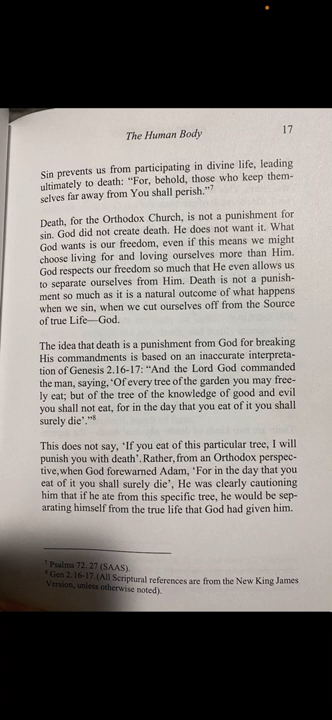 The Human Body
17
Sin prevents us from participating in divine life, leading
ultimately to death: “For, behold, those who keep them-
selves far away from You shall perish.”7
Death, for the Orthodox Church, is not a punishment for
sin. God did not create death. He does not want it. What
God wants is our freedom, even if this means we might
choose living for and loving ourselves more than Him.
God respects our freedom so much that He even allows us
to separate ourselves from Him. Death is not a punish-
ment so much as it is a natural outcome of what happens
when we sin, when we cut ourselves off from the Source
of true Life—God.
The idea that death is a punishment from God for breaking
His commandments is based on an inaccurate interpreta-
tion of Genesis 2.16-17: “And the Lord God commanded
the man, saying, ‘Of every tree of the garden you may free-
ly eat; but of the tree of the knowledge of good and evil
you shall not eat, for in the day that you eat of it you shall
surely die’.”8
This does not say, ‘If you eat of this particular tree, I will
punish you with death’. Rather, from an Orthodox perspec-
tive, when God forewarned Adam, ‘For in the day that you
eat of it you shall surely die’, He was clearly cautioning
him that if he ate from this specific tree, he would be sep-
arating himself from the true life that God had given him.
7 Psalms 72. 27 (SAAS).
8 Gen 2. 16-17. (All Scriptural references are from the New King James
Version, unless otherwise noted).